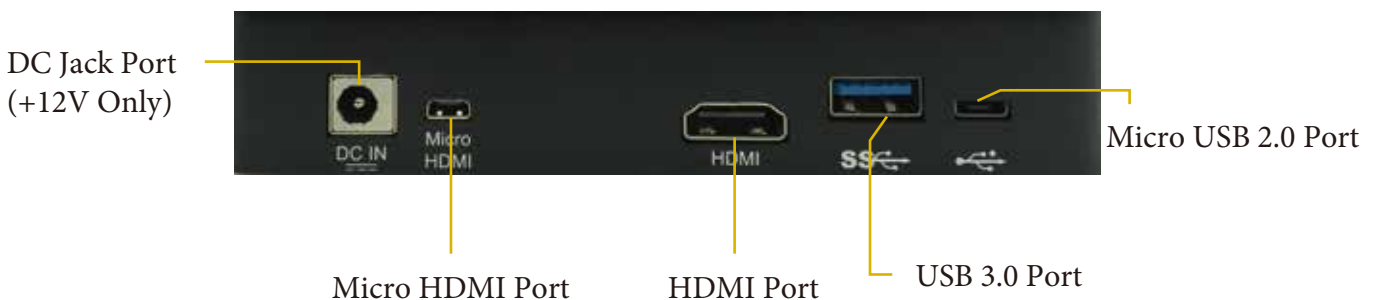 DC Jack Port
(+12V Only)
DC IN
Micro
HDMI
HDMI
SS
Micro USB 2.0 Port
Micro HDMI Port
HDMI Port
USB 3.0 Port